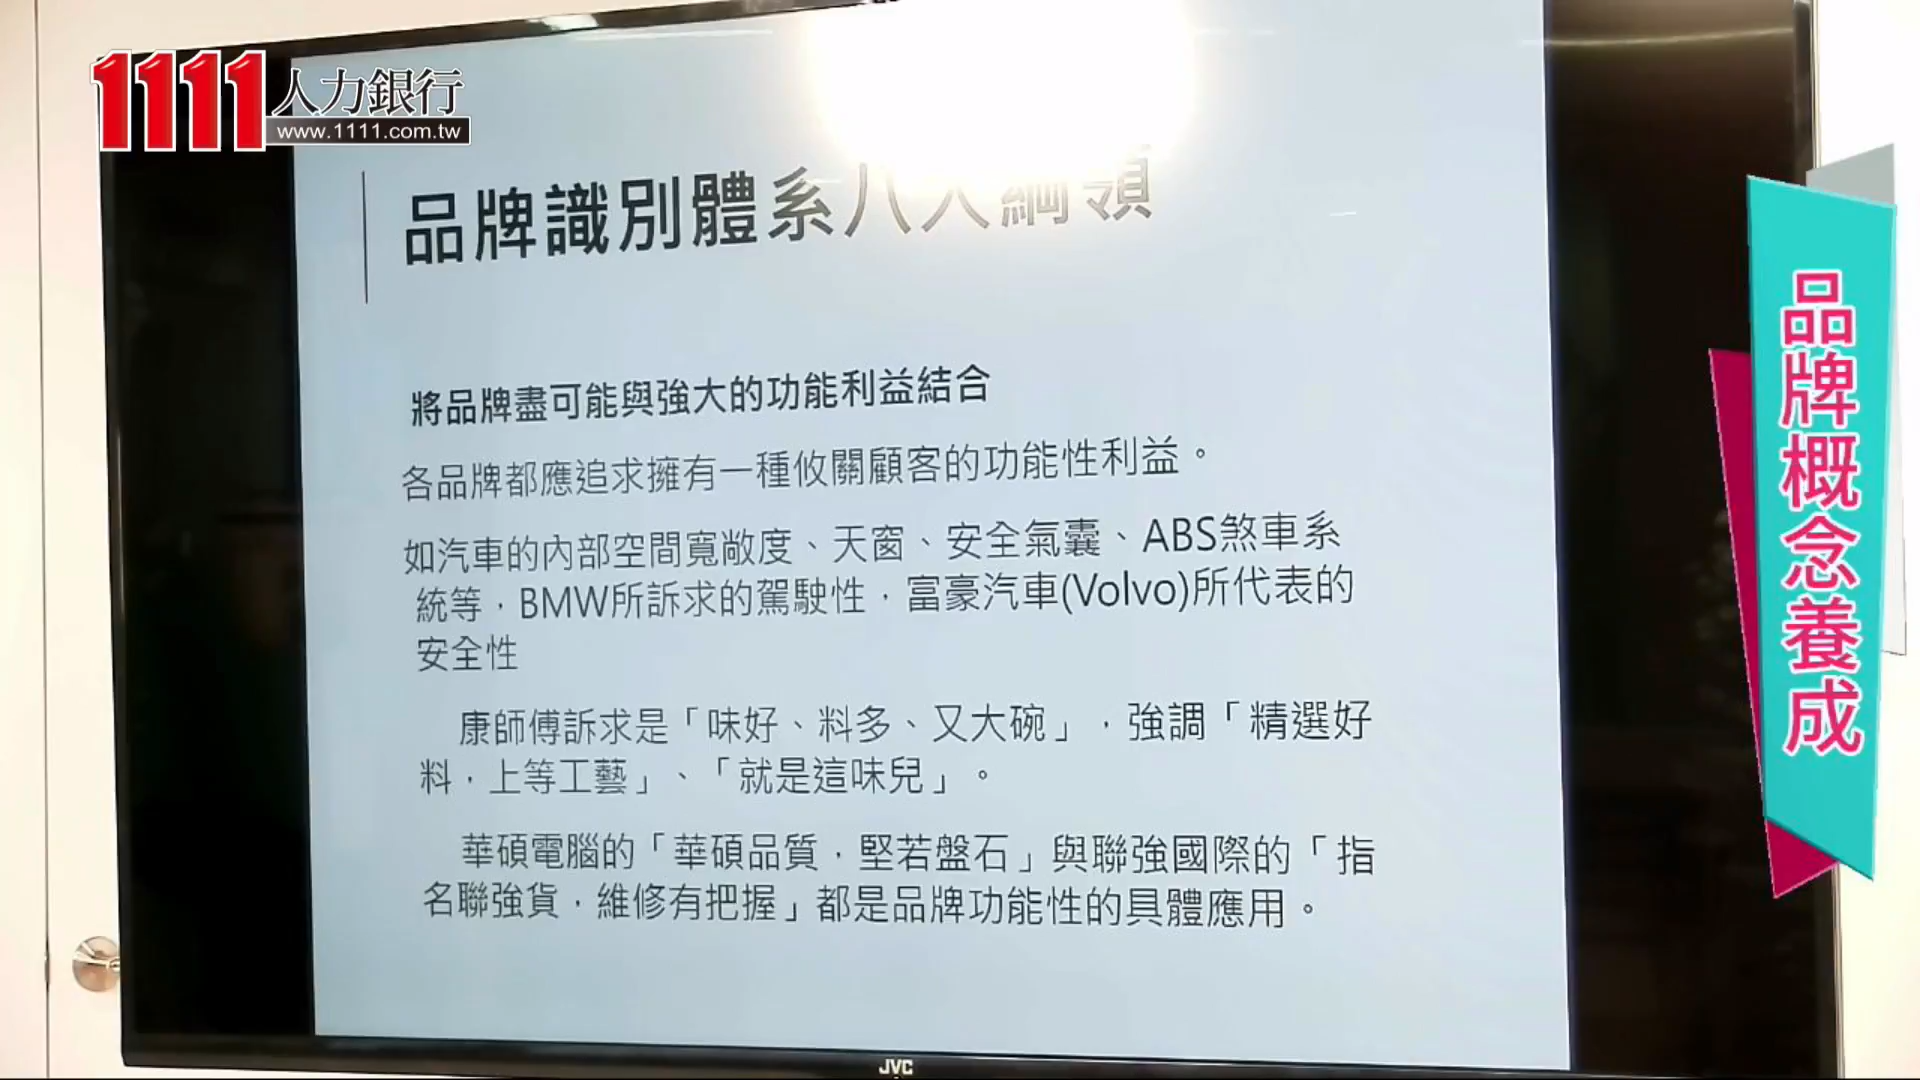 1111人力銀行
www.1111.com.tw
品牌識別體系八大綱領
將品牌盡可能與強大的功能利益結合
各品牌都應追求擁有一種攸關顧客的功能性利益。
如汽車的內部空間寬敞度、天窗、安全氣囊、ABS煞車系
統等，BMW所訴求的駕駛性，富豪汽車(Volvo)所代表的
安全性
康師傅訴求是「味好、料多、又大碗」，強調「精選好
料，上等工藝」、「就是這味兒」。
華碩電腦的「華碩品質，堅若盤石」與聯強國際的「指
名聯強貨，維修有把握」都是品牌功能性的具體應用。
品牌概念養成
JVC